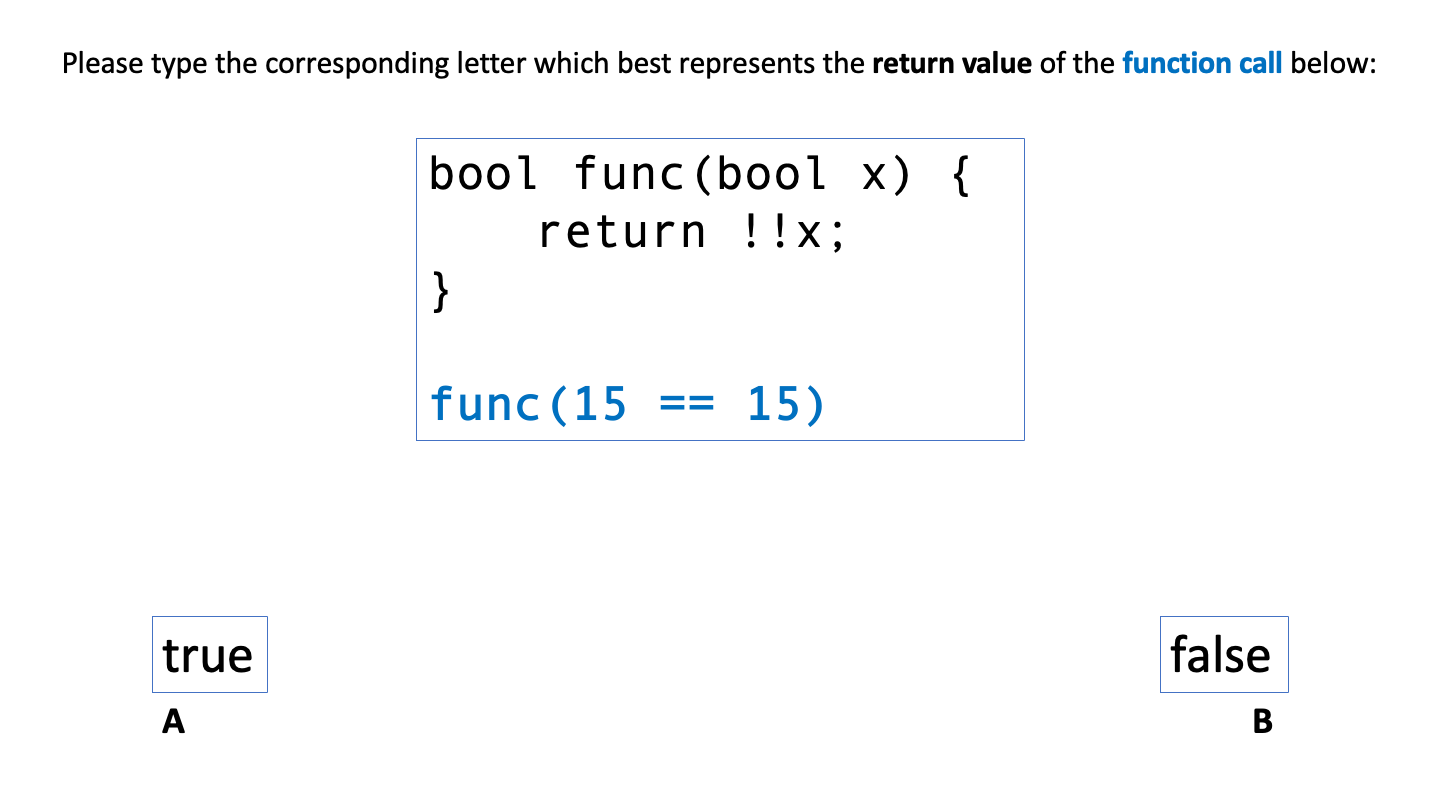 Please type the corresponding letter which best represents the return value of the function call below:
bool func(bool x) {
    return !!x;
}
func(15 == 15)
true
false
A
B